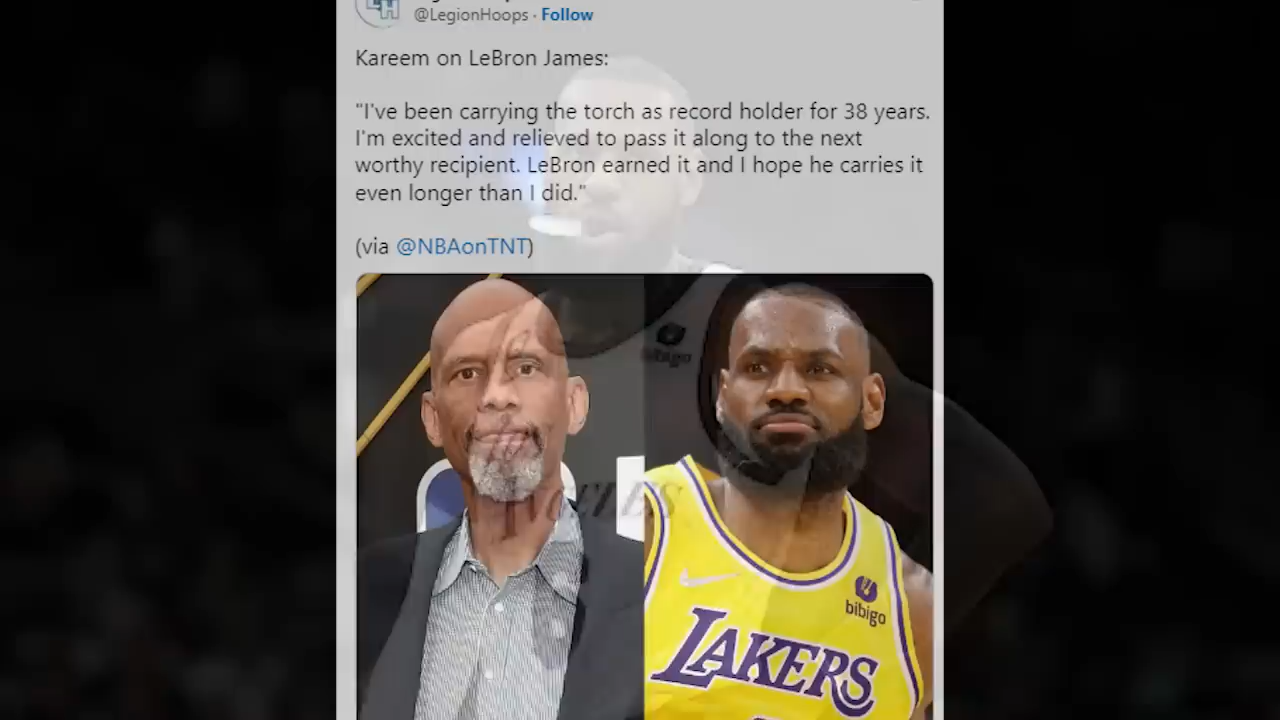 @LegionHoops · Follow
Kareem on LeBron James:
"I've been carrying the torch as record holder for 38 years.
I'm excited and relieved to pass it along to the next
worthy recipient. LeBron earned it and I hope he carries it
even longer than I did."
(via @NBAonTNT)
bibigo
bibigo
LAKERS